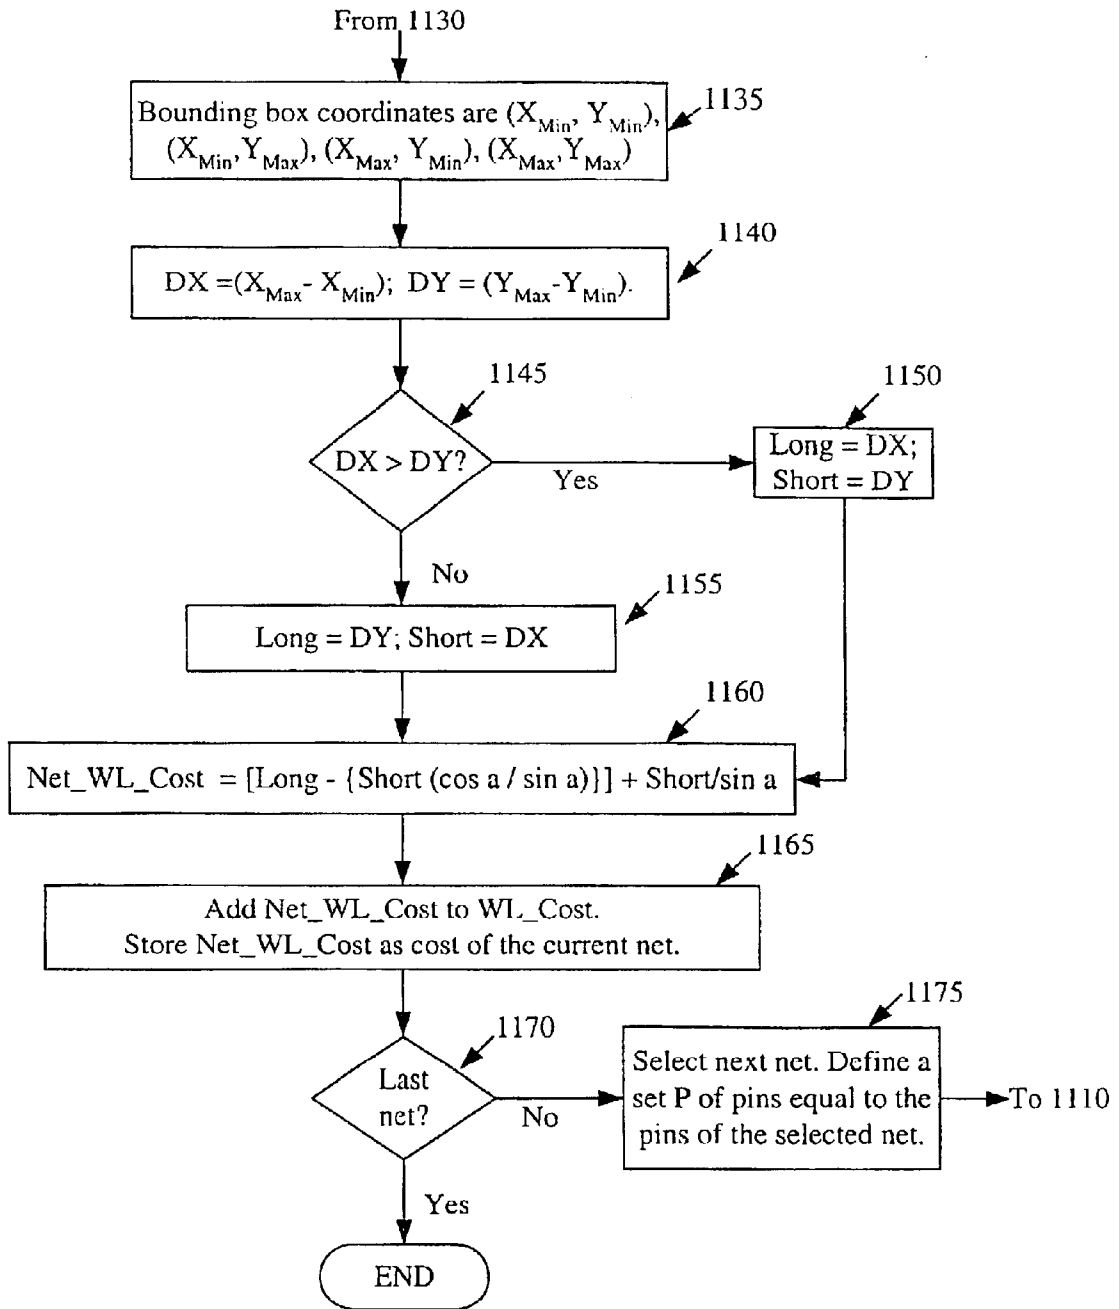 From 1130
1135
Bounding box coordinates are (X_Min, Y_Min),
(X_Min,Y_Max), (X_Max, Y_Min), (X_Max,Y_Max)
1140
DX =(X_Max- X_Min); DY = (Y_Max-Y_Min).
1145
1150
DX > DY?
Yes
Long = DX;
Short = DY
No
1155
Long = DY; Short = DX
1160
Net_WL_Cost = [Long - {Short (cos a / sin a)}] + Short/sin a
1165
Add Net_WL_Cost to WL_Cost.
Store Net_WL_Cost as cost of the current net.
1170
1175
Last
net?
No
Select next net. Define a
set P of pins equal to the
pins of the selected net.
To 1110
Yes
END